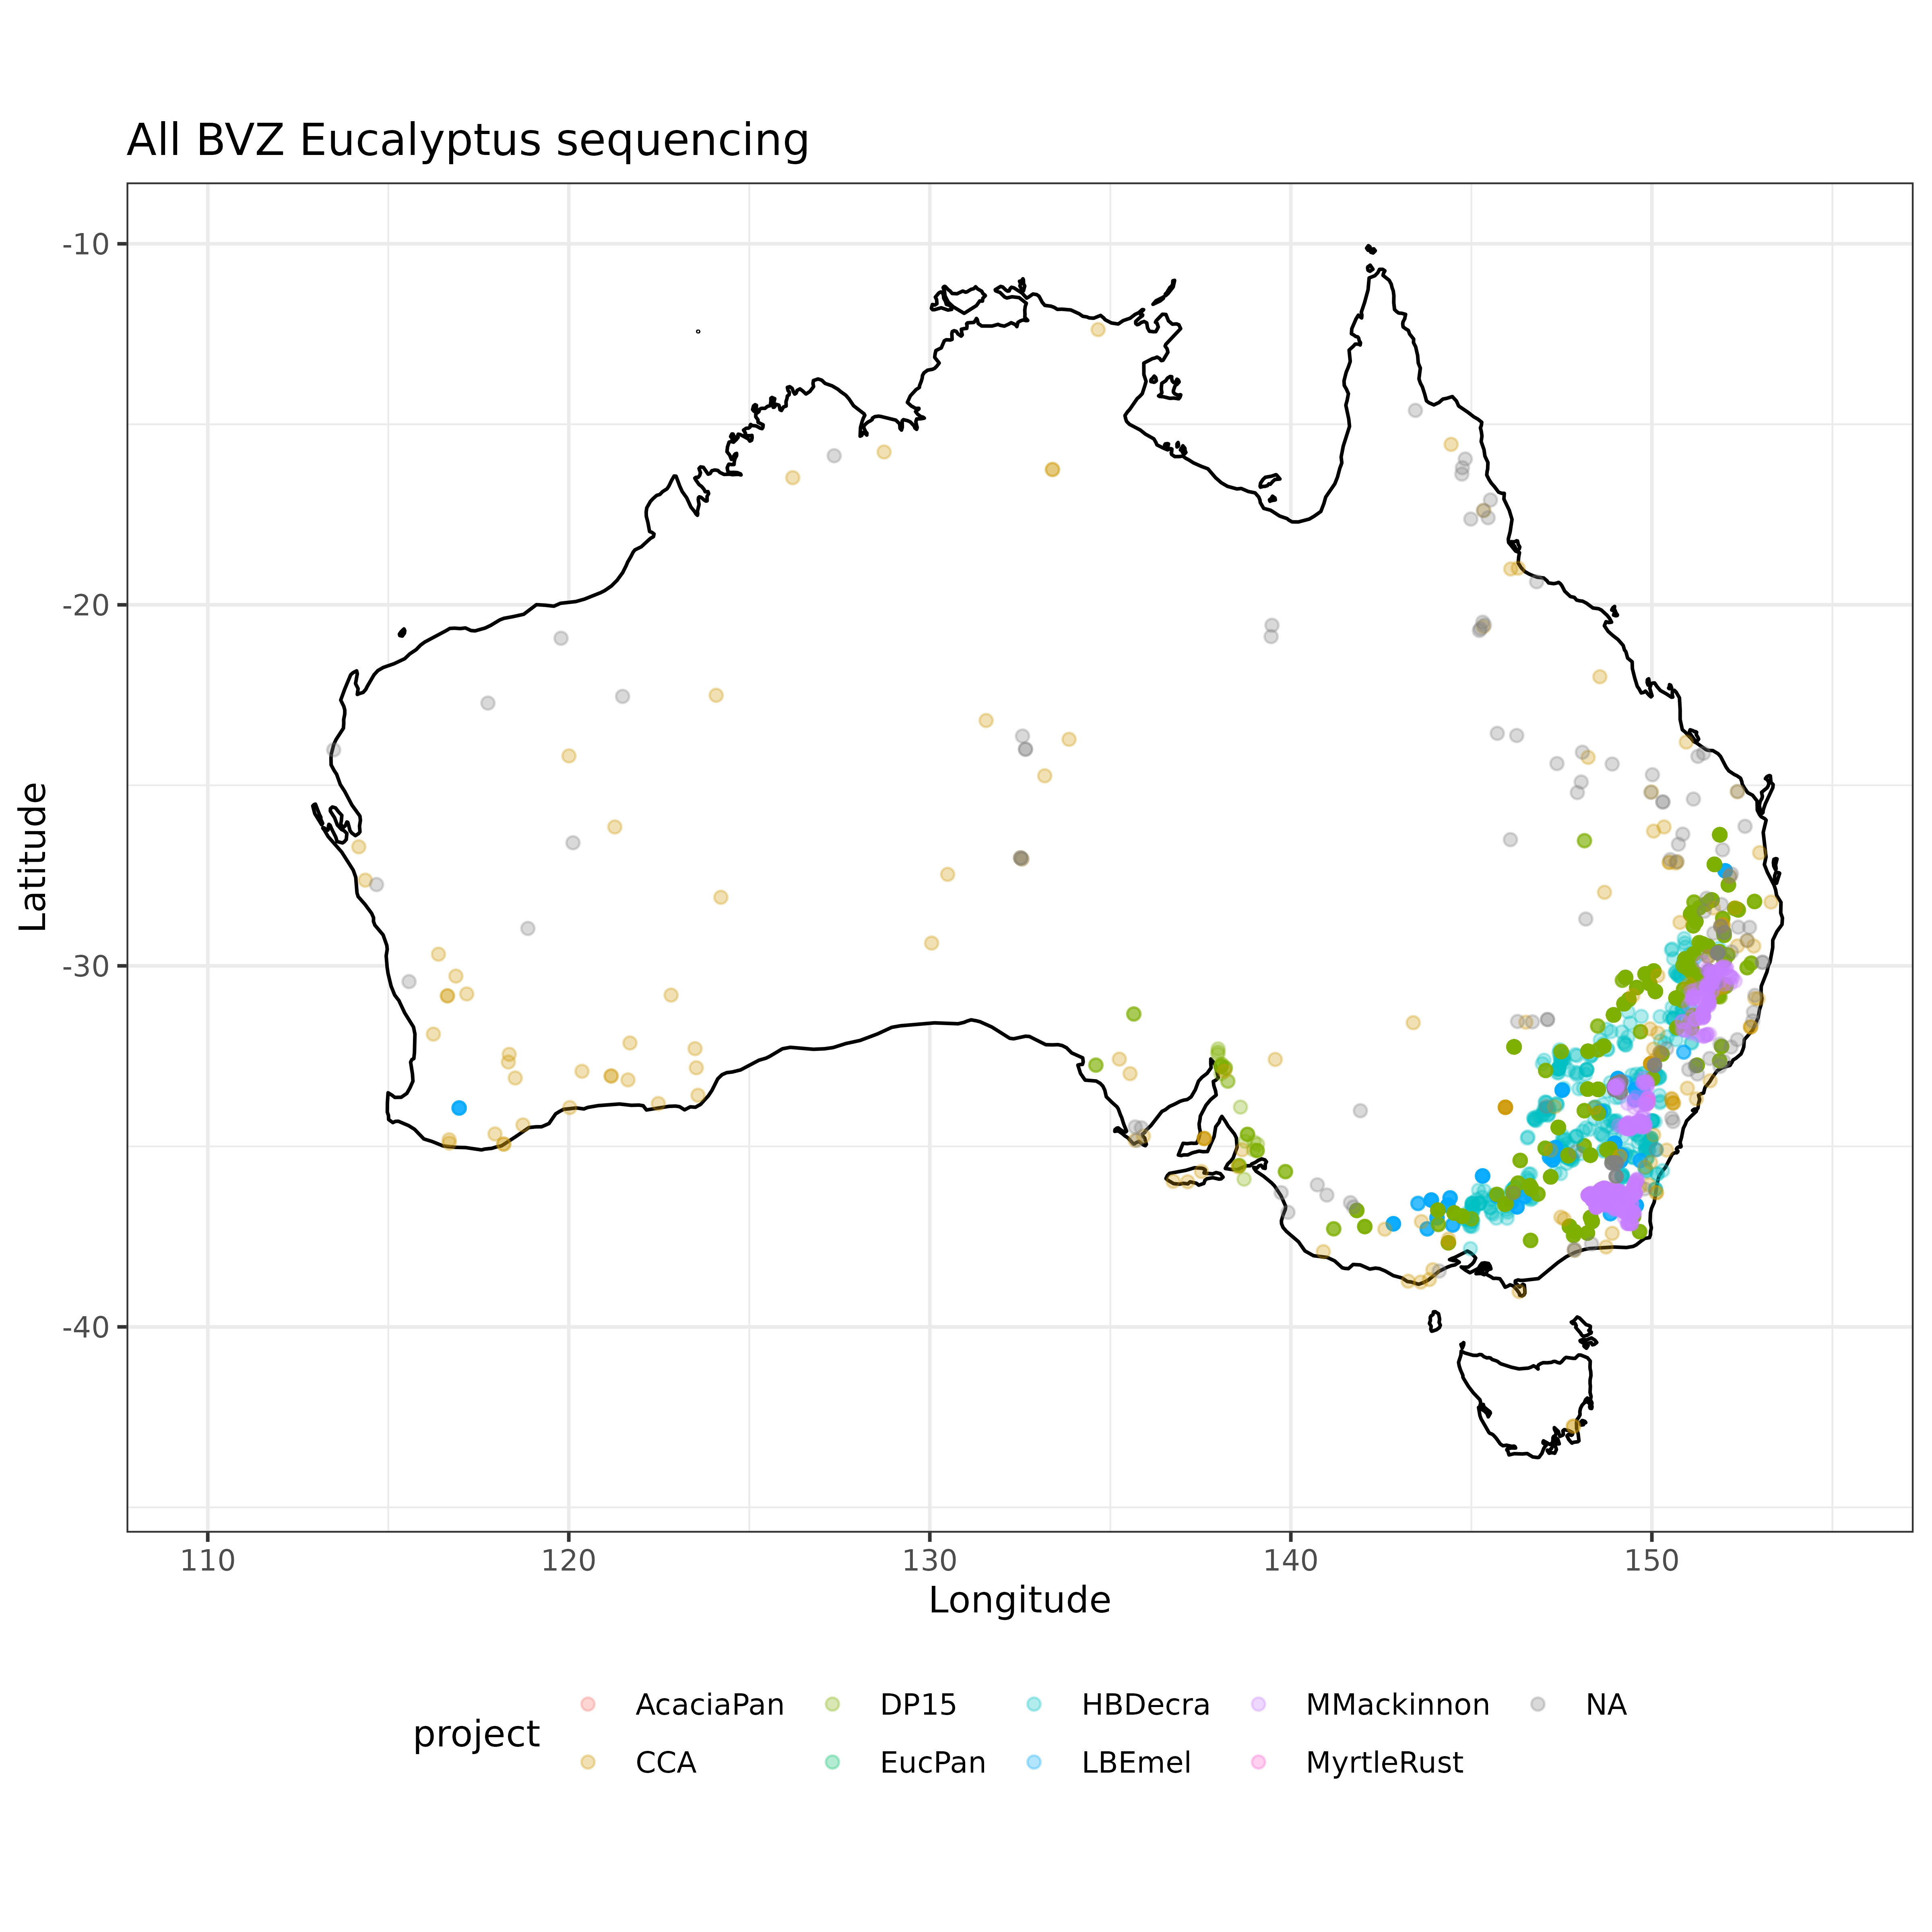 All BVZ Eucalyptus sequencing
-10
-20
-30
-40
Latitude
110 120 130 140 150
Longitude
project
AcaciaPan DP15 HBDecra MMackinnon NA
CCA EucPan LBEmel MyrtleRust